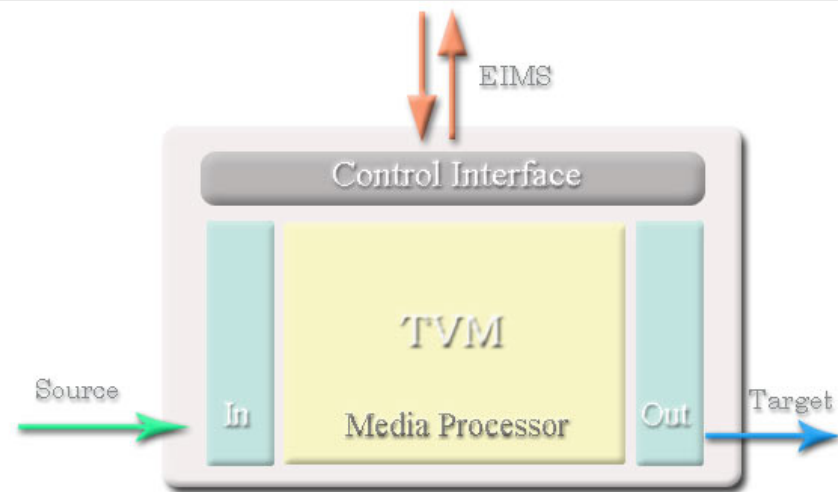 EIMS
Control Interface
TVM
Source
In
Media Processor
Out
Target